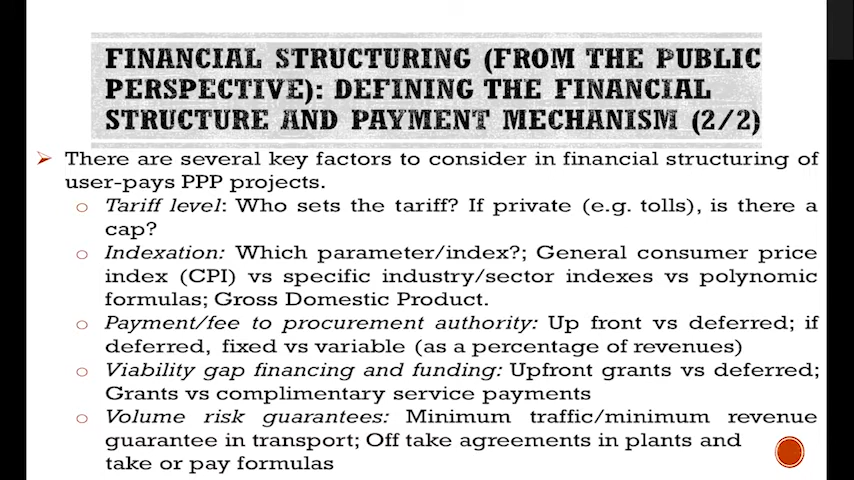 FINANCIAL STRUCTURING (FROM THE PUBLIC
PERSPECTIVE): DEFINING THE FINANCIAL
STRUCTURE AND PAYMENT MECHANISM (2/2)
There are several key factors to consider in financial structuring of
user-pays PPP projects.
Tariff level: Who sets the tariff? If private (e.g. tolls), is there a
cap?
Indexation: Which parameter/index?; General consumer price
index (CPI) vs specific industry/sector indexes vs polynomic
formulas; Gross Domestic Product.
Payment/fee to procurement authority: Up front vs deferred; if
deferred, fixed vs variable (as a percentage of revenues)
Viability gap financing and funding: Upfront grants vs deferred;
Grants vs complimentary service payments
Volume risk guarantees: Minimum traffic/minimum revenue
guarantee in transport; Off take agreements in plants and
take or pay formulas